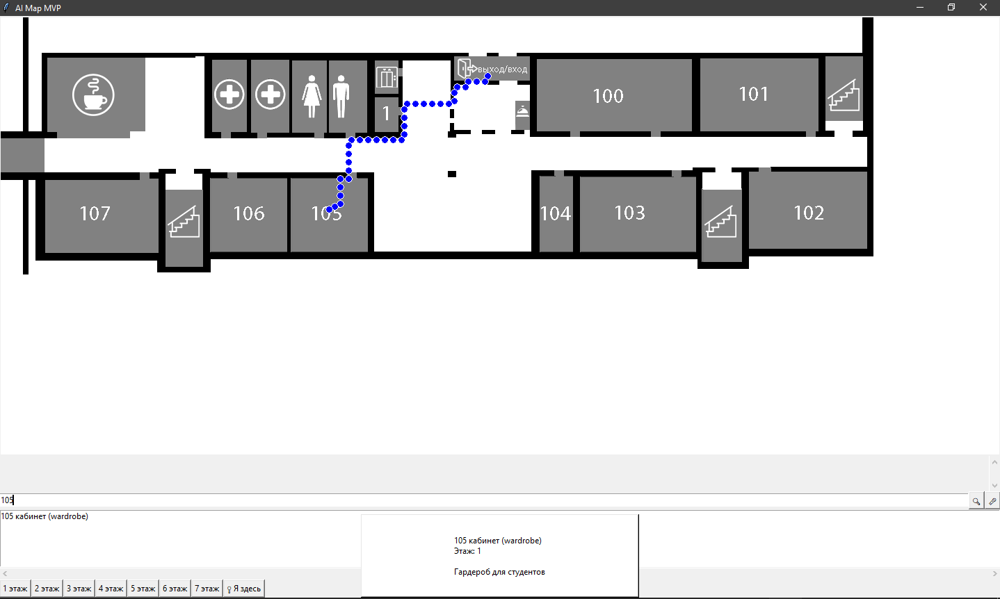 AI Map MVP
выход/вход
100
101
1
107
106
105
104
103
102
105
105 кабинет (wardrobe)
105 кабинет (wardrobe)
Этаж: 1
Гардероб для студентов
1 этаж 2 этаж 3 этаж 4 этаж 5 этаж 6 этаж 7 этаж Я здесь